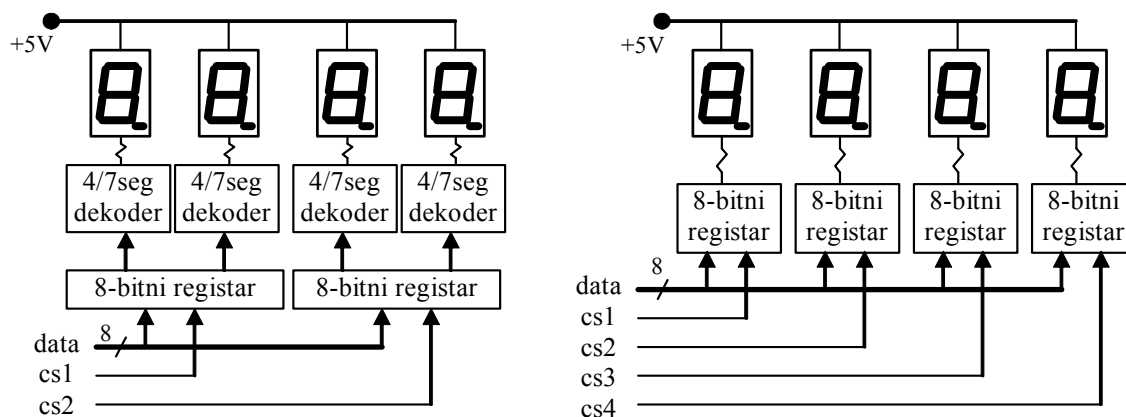 +5V
4/7seg
dekoder
4/7seg
dekoder
4/7seg
dekoder
4/7seg
dekoder
8-bitni registar
8-bitni registar
8
data
cs1
cs2
+5V
8-bitni
registar
8-bitni
registar
8-bitni
registar
8-bitni
registar
8
data
cs1
cs2
cs3
cs4